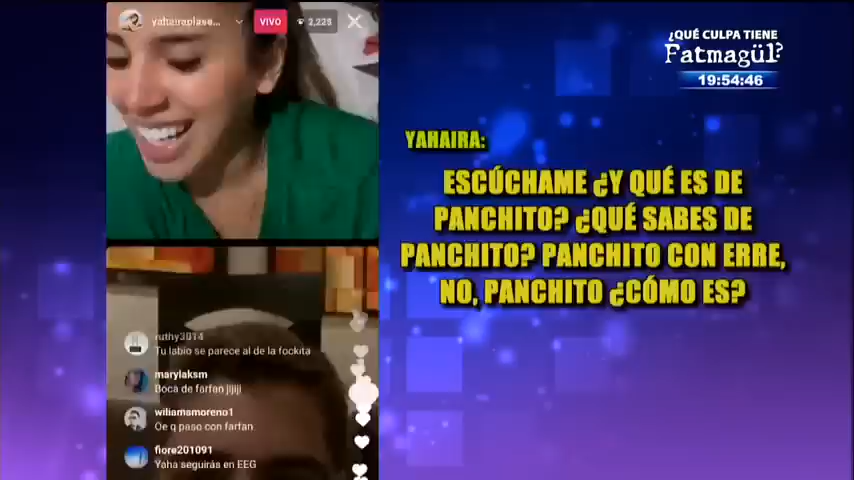 yahairaplase...
VIVO
2,225
¿QUÉ CULPA TIENE
Fatmagül?
19:54:46
YAHAIRA:
ESCÚCHAME ¿Y QUÉ ES DE
PANCHITO? ¿QUÉ SABES DE
PANCHITO? PANCHITO CON ERRE,
NO, PANCHITO ¿CÓMO ES?
ruthy3014
Tu labio se parece al de la fockita
marylaksm
Boca de farfan jijiji
wiliamsmoreno1
Oe q paso con farfan
fiore201091
Yaha seguirás en EEG